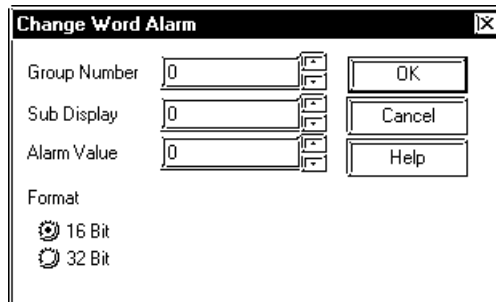 Change Word Alarm
Group Number 0 OK
Sub Display 0 Cancel
Alarm Value 0 Help
Format
16 Bit
32 Bit